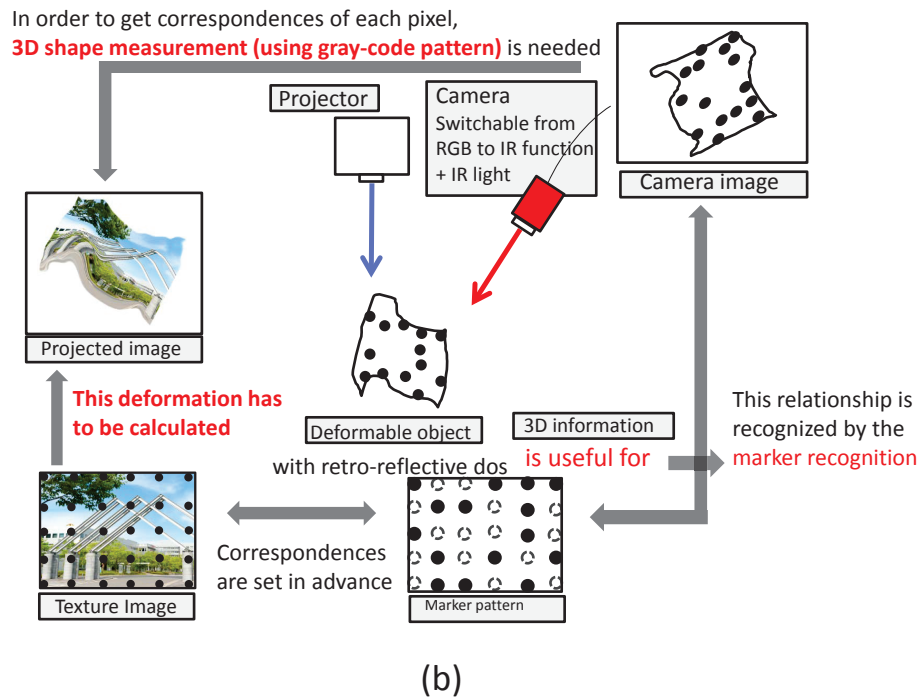 In order to get correspondences of each pixel,
3D shape measurement (using gray-code pattern) is needed
Projector
Camera
Switchable from
RGB to IR function
+ IR light
Camera image
Projected image
This deformation has
to be calculated
Deformable object
with retro-reflective dos
3D information
is useful for
This relationship is
recognized by the
marker recognition
Correspondences
are set in advance
Texture Image
Marker pattern
(b)